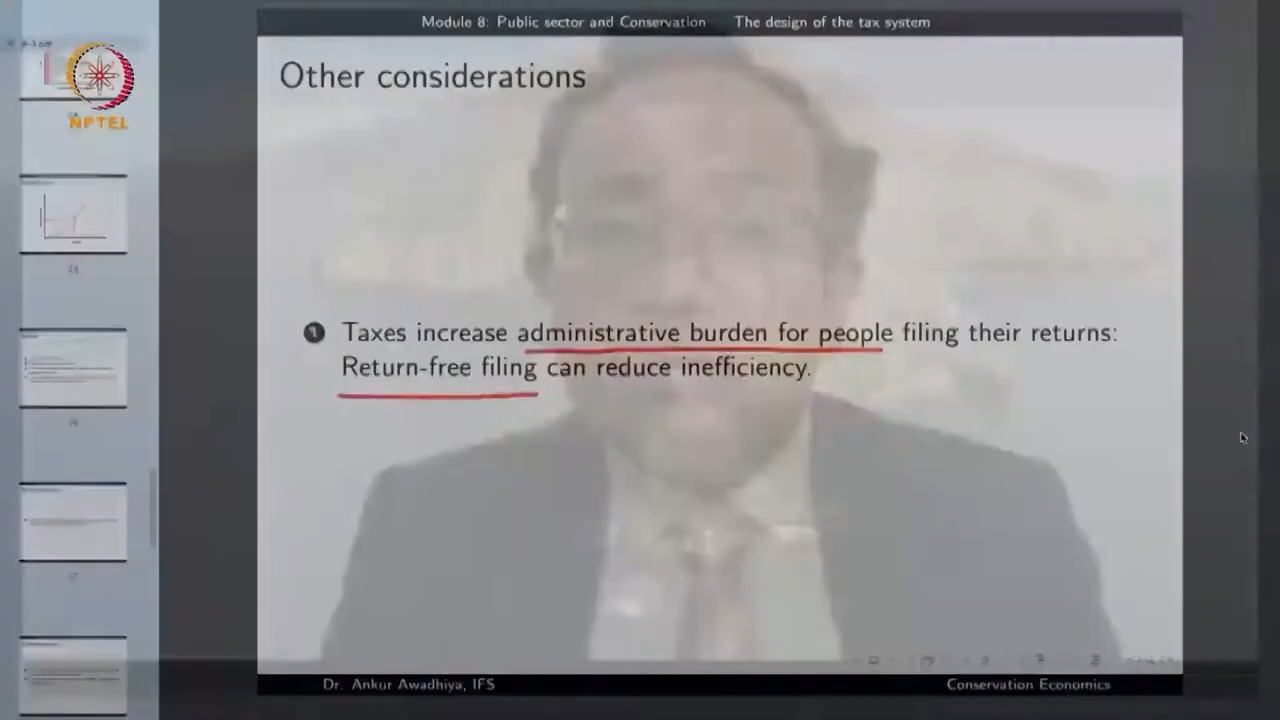 Module 8: Public sector and Conservation The design of the tax system
NPTEL
Other considerations
1 Taxes increase administrative burden for people filing their returns:
Return-free filing can reduce inefficiency.
Dr. Ankur Awadhiya, IFS Conservation Economics